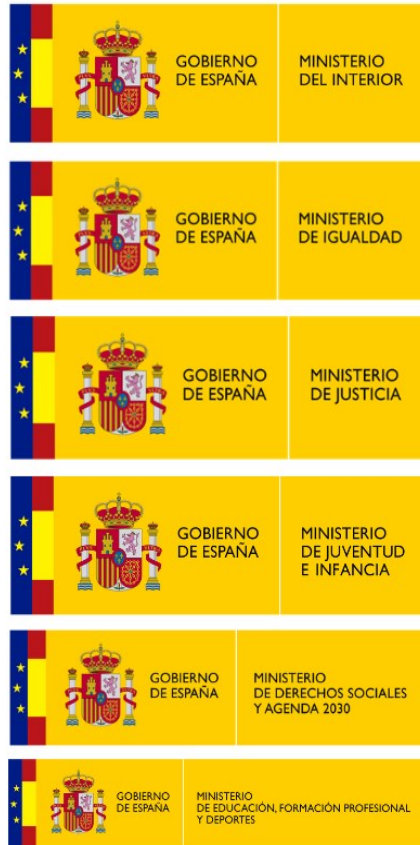 GOBIERNO
DE ESPAÑA
MINISTERIO
DEL INTERIOR
GOBIERNO
DE ESPAÑA
MINISTERIO
DE IGUALDAD
GOBIERNO
DE ESPAÑA
MINISTERIO
DE JUSTICIA
GOBIERNO
DE ESPAÑA
MINISTERIO
DE JUVENTUD
E INFANCIA
GOBIERNO
DE ESPAÑA
MINISTERIO
DE DERECHOS SOCIALES
Y AGENDA 2030
GOBIERNO
DE ESPAÑA
MINISTERIO
DE EDUCACIÓN, FORMACIÓN PROFESIONAL
Y DEPORTES